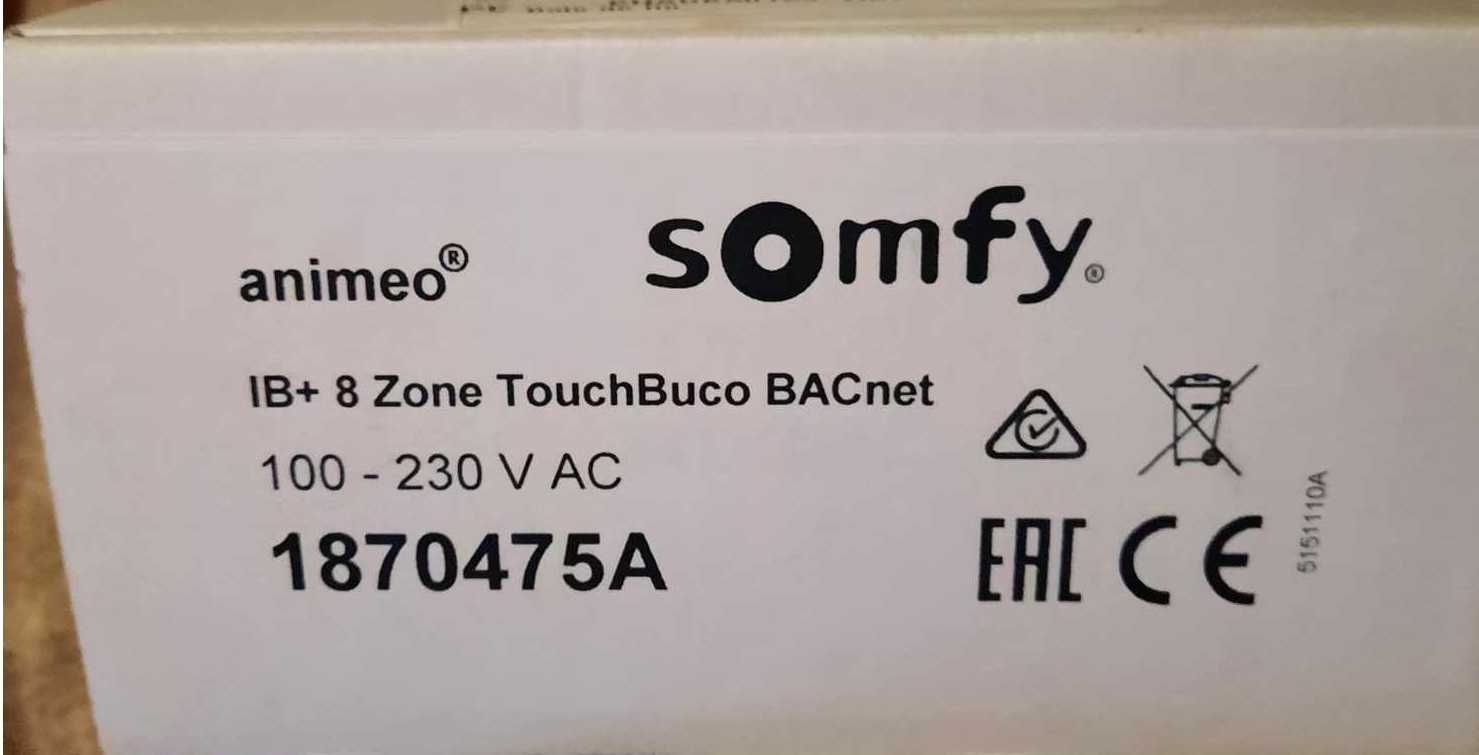 animeo®
somfy®
IB+ 8 Zone TouchBuco BACnet
100 - 230 V AC
1870475A
EAC CE
5151110A